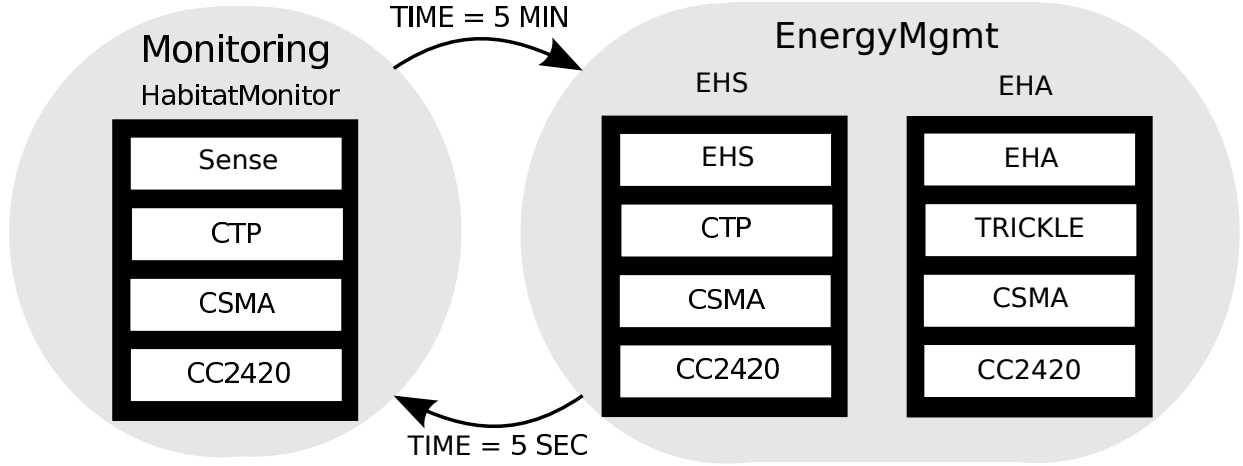 TIME = 5 MIN
Monitoring
HabitatMonitor
Sense
CTP
CSMA
CC2420
EnergyMgmt
EHS
EHS
CTP
CSMA
CC2420
EHA
EHA
TRICKLE
CSMA
CC2420
TIME = 5 SEC